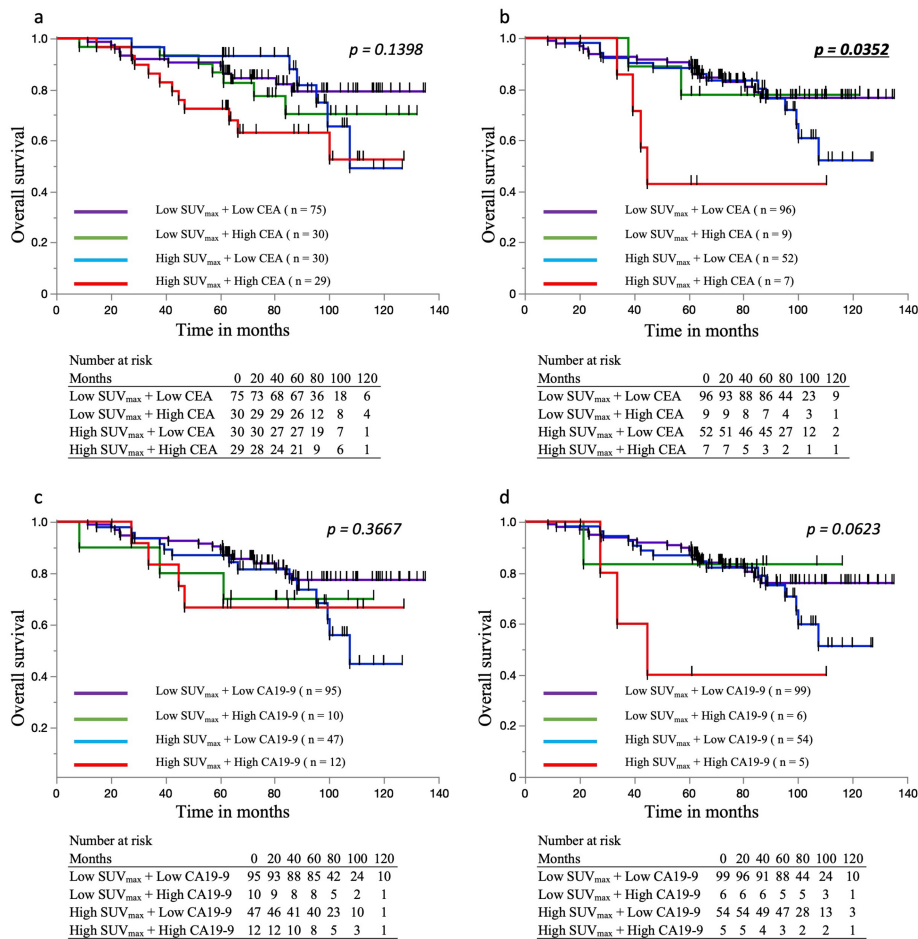 a
p = 0.1398
1.0
0.8
0.6
0.4
0.2
0
Overall survival
Low SUVmax + Low CEA ( n = 75)
Low SUVmax + High CEA ( n = 30)
High SUVmax + Low CEA ( n = 30)
High SUVmax + High CEA ( n = 29)
0 20 40 60 80 100 120 140
Time in months
Number at risk
Months 0 20 40 60 80 100 120
Low SUVmax + Low CEA 75 73 68 67 36 18 6
Low SUVmax + High CEA 30 29 29 26 12 8 4
High SUVmax + Low CEA 30 30 27 27 19 7 1
High SUVmax + High CEA 29 28 24 21 9 6 1
b
p = 0.0352
1.0
0.8
0.6
0.4
0.2
0
Overall survival
Low SUVmax + Low CEA ( n = 96)
Low SUVmax + High CEA ( n = 9)
High SUVmax + Low CEA ( n = 52)
High SUVmax + High CEA ( n = 7)
0 20 40 60 80 100 120 140
Time in months
Number at risk
Months 0 20 40 60 80 100 120
Low SUVmax + Low CEA 96 93 88 86 44 23 9
Low SUVmax + High CEA 9 9 8 7 4 3 1
High SUVmax + Low CEA 52 51 46 45 27 12 2
High SUVmax + High CEA 7 7 5 3 2 1 1
c
p = 0.3667
1.0
0.8
0.6
0.4
0.2
Overall survival
Low SUVmax + Low CA19-9 ( n = 95)
Low SUVmax + High CA19-9 ( n = 10)
High SUVmax + Low CA19-9 ( n = 47)
High SUVmax + High CA19-9 ( n = 12)
0 20 40 60 80 100 120 140
Time in months
Number at risk
Months 0 20 40 60 80 100 120
Low SUVmax + Low CA19-9 95 93 88 85 42 24 10
Low SUVmax + High CA19-9 10 9 8 8 5 2 1
High SUVmax + Low CA19-9 47 46 41 40 23 10 1
High SUVmax + High CA19-9 12 12 10 8 5 3 1
d
p = 0.0623
1.0
0.8
0.6
0.4
0.2
0
Overall survival
Low SUVmax + Low CA19-9 ( n = 99)
Low SUVmax + High CA19-9 ( n = 6)
High SUVmax + Low CA19-9 ( n = 54)
High SUVmax + High CA19-9 ( n = 5)
0 20 40 60 80 100 120 140
Time in months
Number at risk
Months 0 20 40 60 80 100 120
Low SUVmax + Low CA19-9 99 96 91 88 44 24 10
Low SUVmax + High CA19-9 6 6 6 5 5 3 1
High SUVmax + Low CA19-9 54 54 49 47 28 13 3
High SUVmax + High CA19-9 5 5 4 3 2 2 1